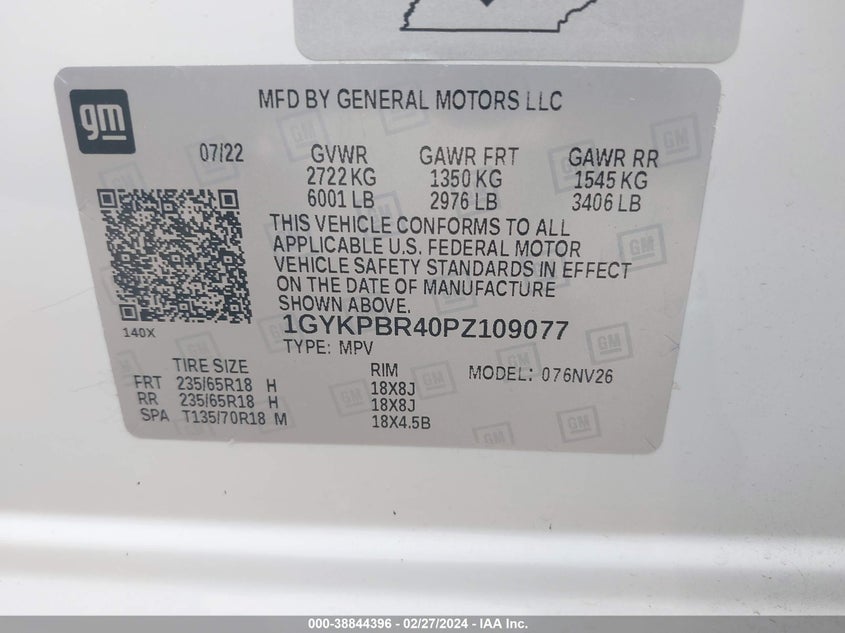 gm
MFD BY GENERAL MOTORS LLC
07/22
GVWR GAWR FRT GAWR RR
2722 KG 1350 KG 1545 KG
6001 LB 2976 LB 3406 LB
THIS VEHICLE CONFORMS TO ALL
APPLICABLE U.S. FEDERAL MOTOR
VEHICLE SAFETY STANDARDS IN EFFECT
ON THE DATE OF MANUFACTURE
SHOWN ABOVE.
140X
1GYKPBR40PZ109077
TYPE: MPV
TIRE SIZE RIM MODEL: 076NV26
FRT 235/65R18 H 18X8J
RR 235/65R18 H 18X8J
SPA T135/70R18 M 18X4.5B
000-38844396 - 02/27/2024 - IAA Inc.